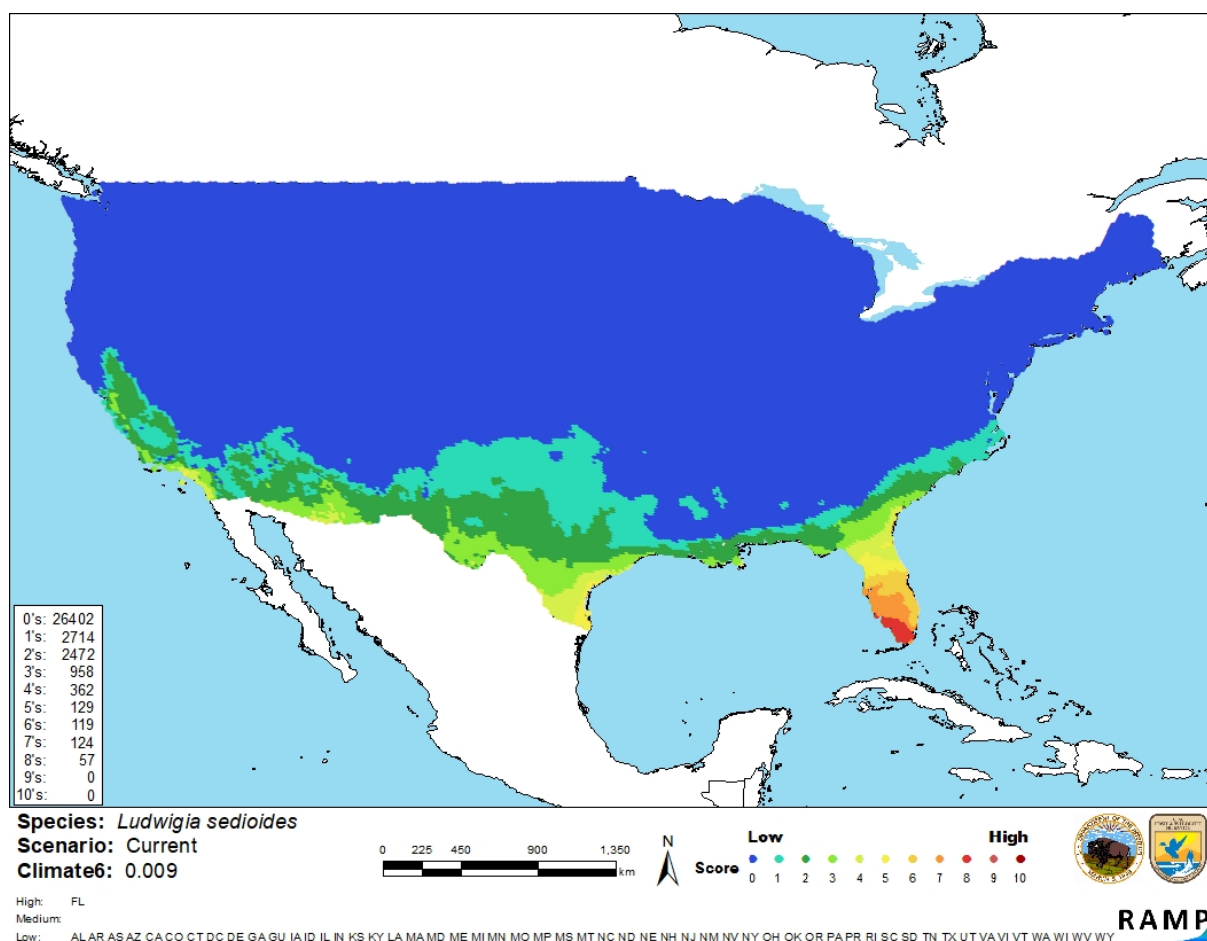 0's: 26402
1's: 2714
2's: 2472
3's: 958
4's: 362
5's: 129
6's: 119
7's: 124
8's: 57
9's: 0
10's: 0
Species: Ludwigia sedioides
Scenario: Current
Climate6: 0.009
0 225 450 900 1,350
km
N
Low High
Score
0 1 2 3 4 5 6 7 8 9 10
High: FL
Medium:
Low: AL AR AS AZ CA CO CT DC DE GA GU IA ID IL IN KS KY LA MA MD ME MI MN MO MP MS MT NC ND NE NH NJ NM NV NY OH OK OR PA PR RI SC SD TN TX UT VA VI VT WA WI WV WY
RAMP